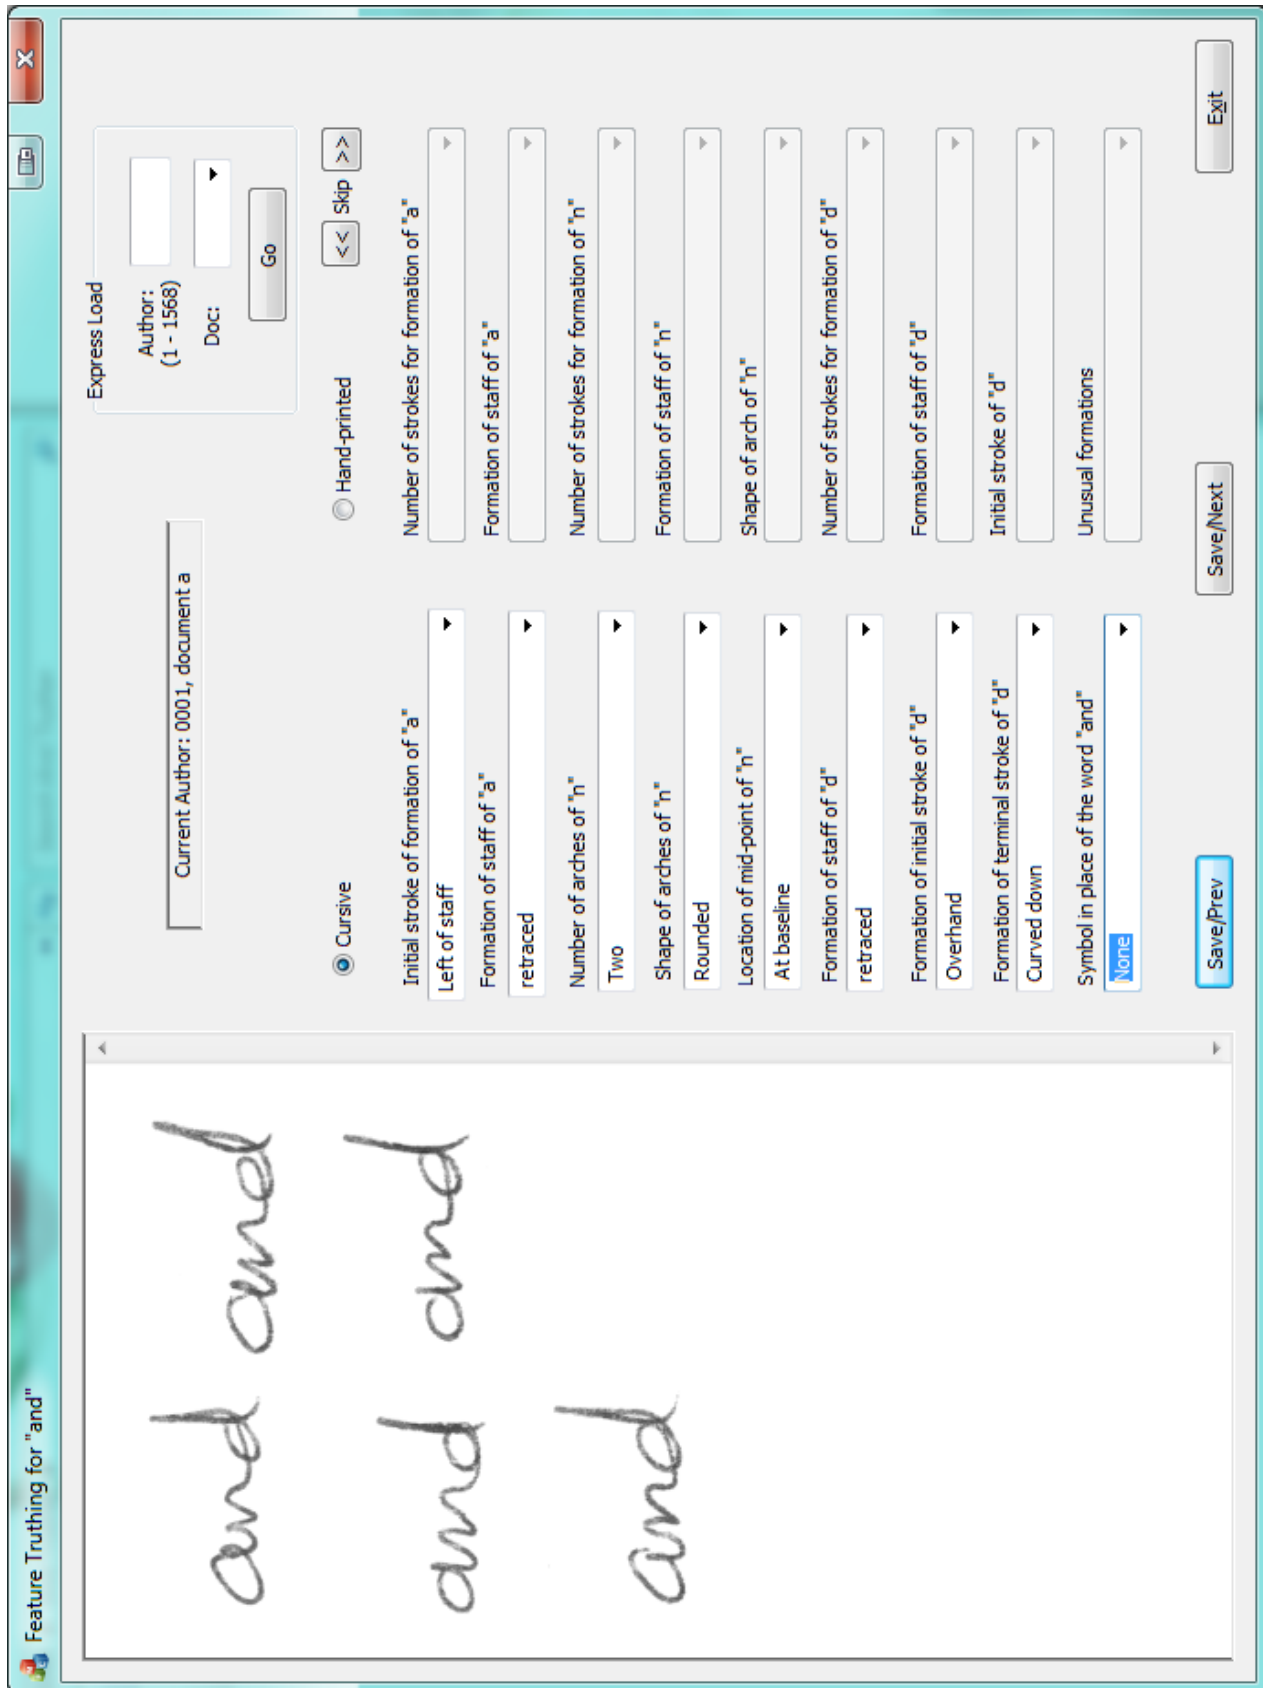 Feature Truthing for "and"
and and
and and
and
Current Author: 0001, document a
Express Load
Author:
(1 - 1568)
Doc:
Go
Cursive
Hand-printed
<< Skip >>
Initial stroke of formation of "a"
Left of staff
Formation of staff of "a"
retraced
Number of arches of "n"
Two
Shape of arches of "n"
Rounded
Location of mid-point of "n"
At baseline
Formation of staff of "d"
retraced
Formation of initial stroke of "d"
Overhand
Formation of terminal stroke of "d"
Curved down
Symbol in place of the word "and"
None
Number of strokes for formation of "a"
Formation of staff of "a"
Number of strokes for formation of "n"
Formation of staff of "n"
Shape of arch of "n"
Number of strokes for formation of "d"
Formation of staff of "d"
Initial stroke of "d"
Unusual formations
Save/Prev
Save/Next
Exit